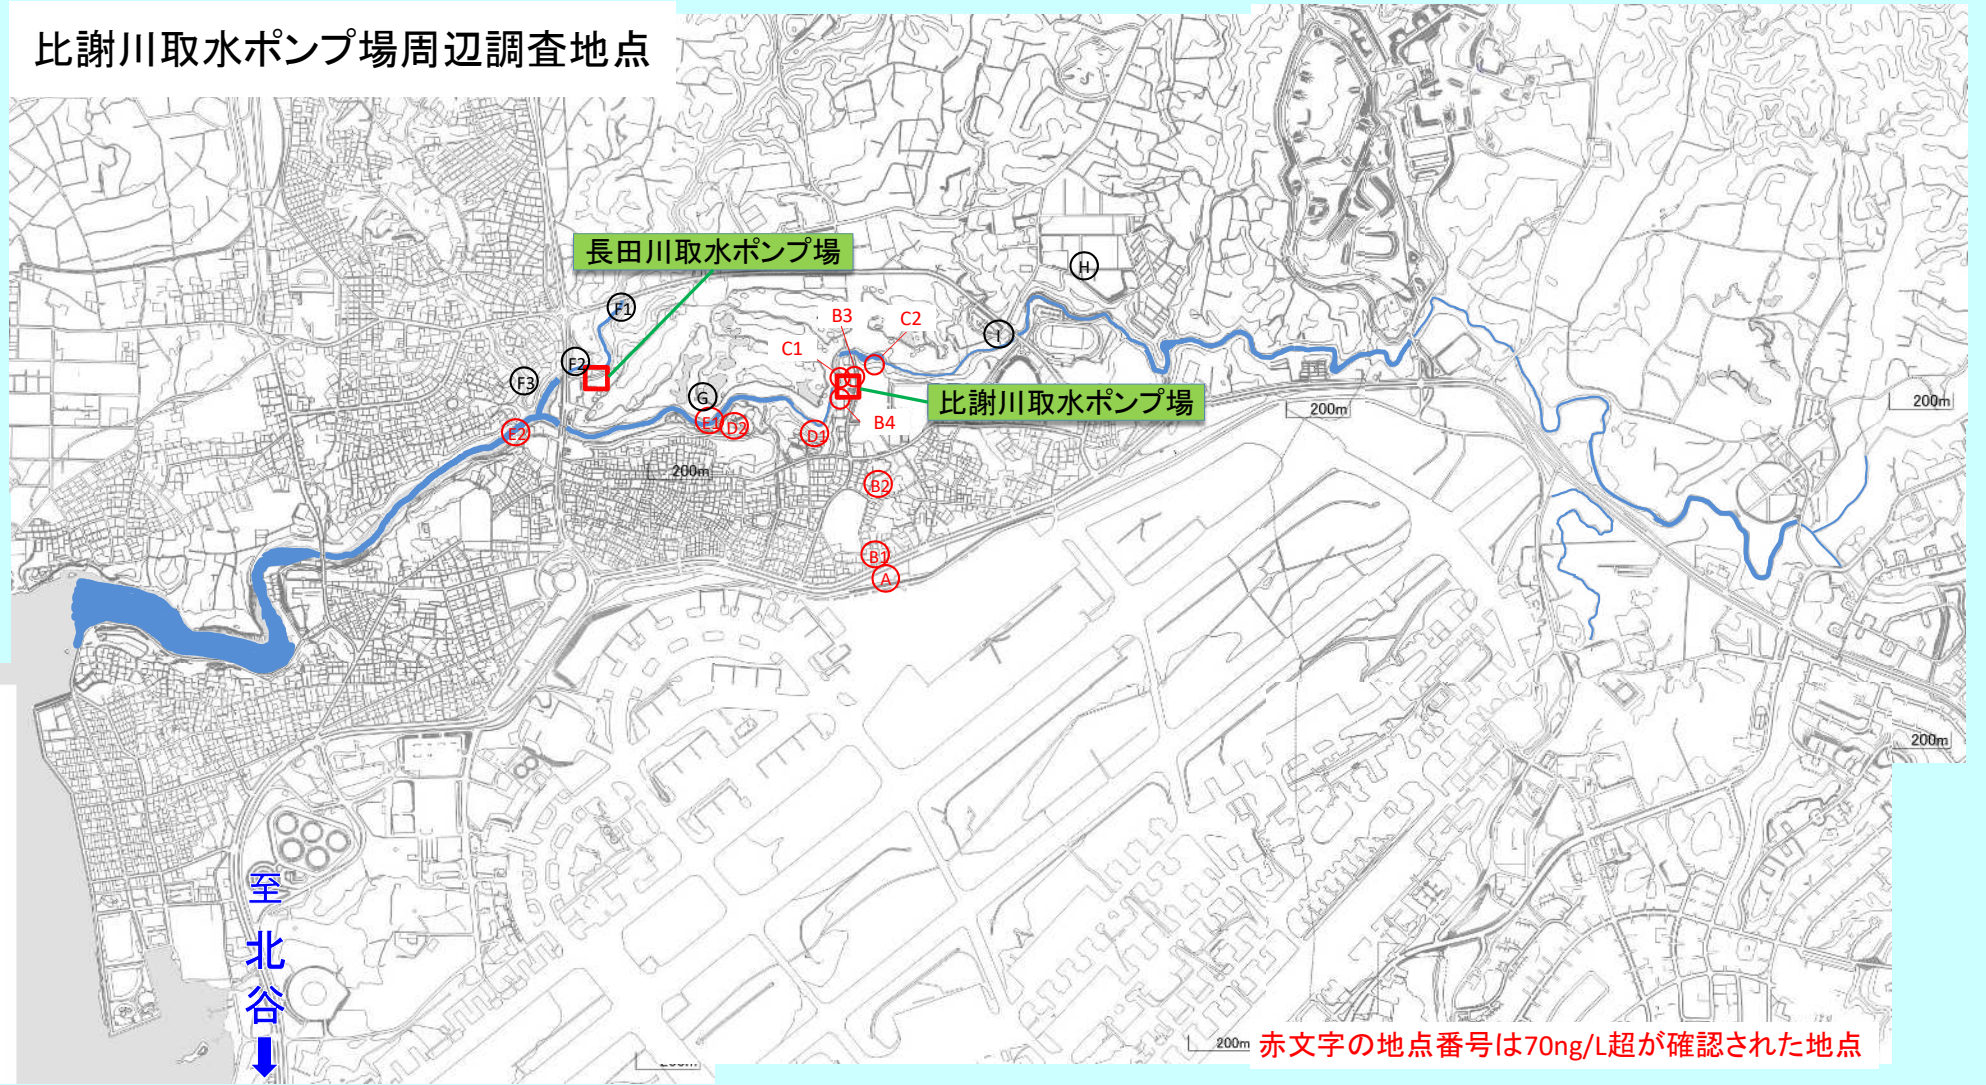 比謝川取水ポンプ場周辺調査地点
長田川取水ポンプ場
H
F1
B3
C2
I
C1
F2
F3
G
比謝川取水ポンプ場
200m
200m
E1
D2
D1
B4
E2
200m
B2
B1
A
200m
至
北
谷
200m
赤文字の地点番号は70ng/L超が確認された地点